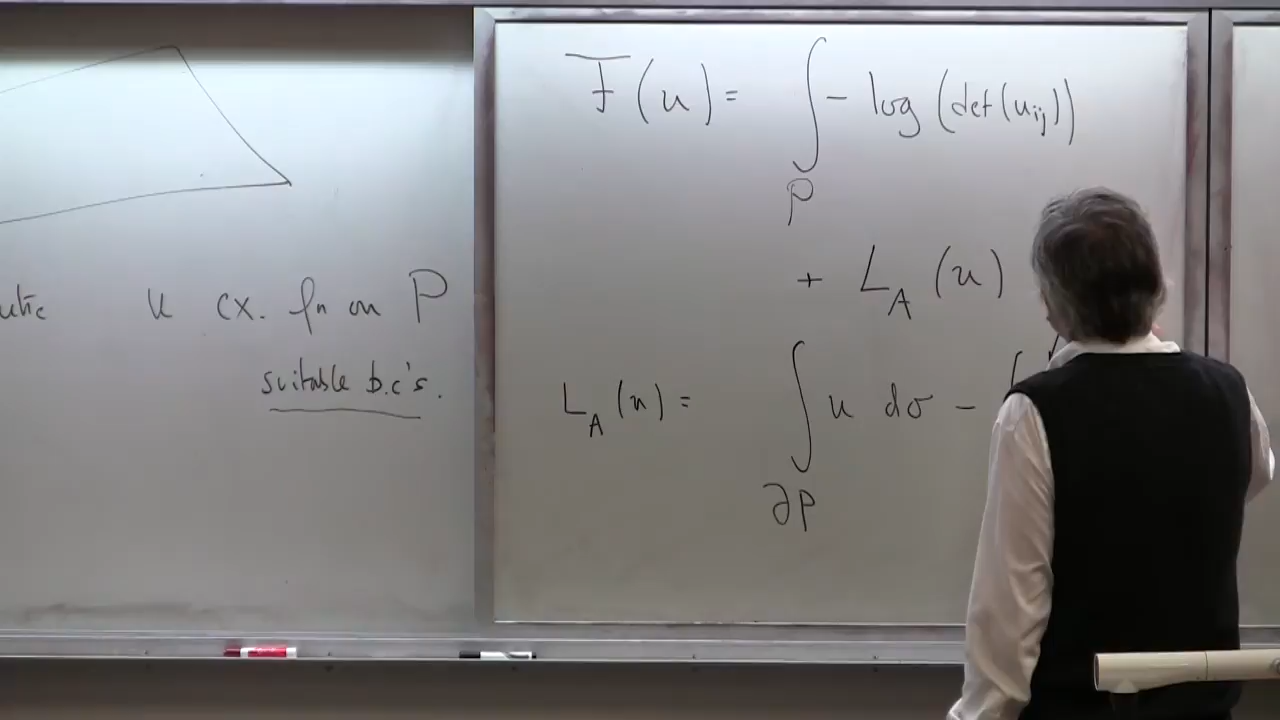 u cx. fn on P
suitable b.c's.
F(u) = ∫_P - log (det(u_ij))
+ L_A (u)
L_A (u) = ∫_∂P u dσ -